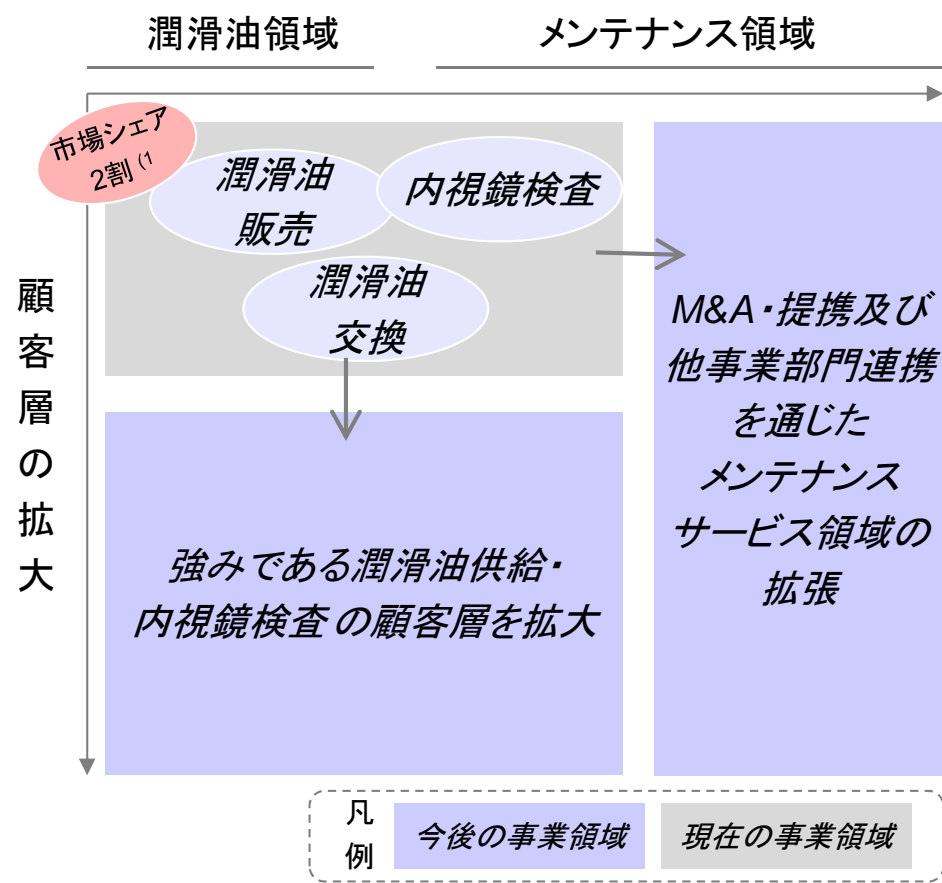 潤滑油領域
メンテナンス領域
市場シェア
2割(1
潤滑油
販売
内視鏡検査
潤滑油
交換
顧客層の拡大
M&A・提携及び
他事業部門連携
を通じた
メンテナンス
サービス領域の
拡張
強みである潤滑油供給・
内視鏡検査の顧客層を拡大
凡例
今後の事業領域
現在の事業領域